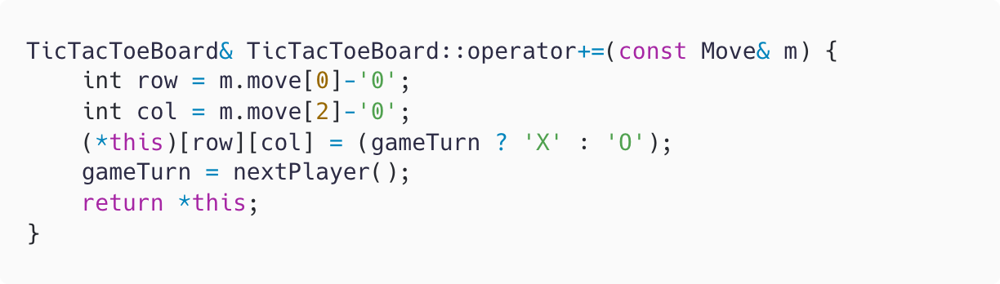 TicTacToeBoard& TicTacToeBoard::operator+=(const Move& m) {
    int row = m.move[0]-'0';
    int col = m.move[2]-'0';
    (*this)[row][col] = (gameTurn ? 'X' : 'O');
    gameTurn = nextPlayer();
    return *this;
}